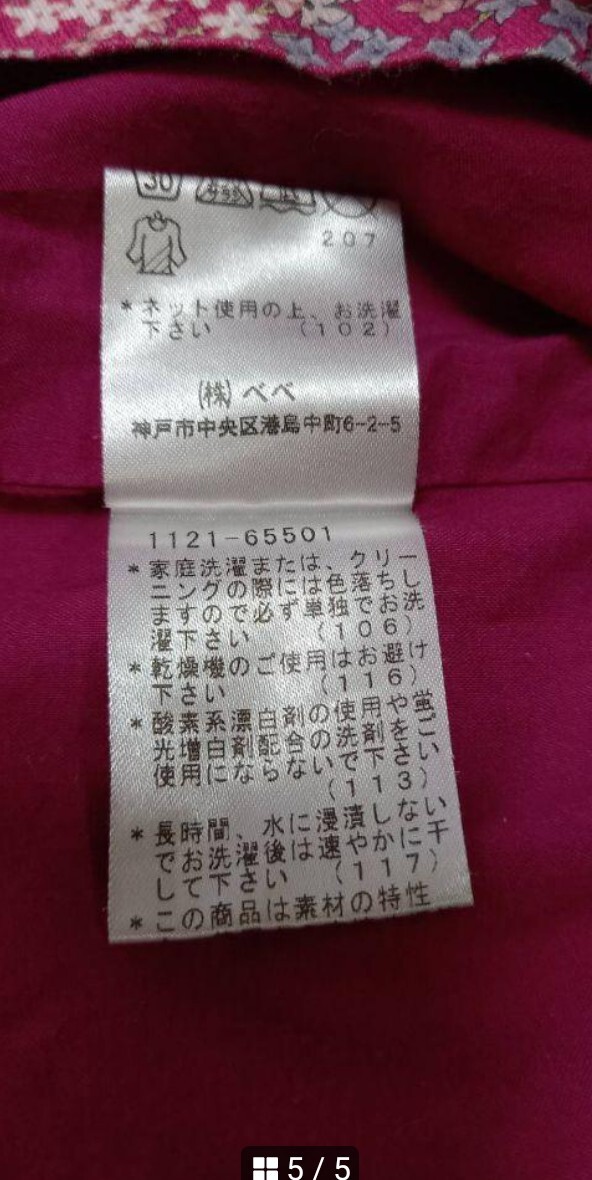 30
207
＊ネット使用の上、お洗濯
下さい （102）
㈱べべ
神戸市中央区港島中町6-2-5
1121-65501
＊家庭洗濯または、クリー
ニングの際には色落ちし
ますので必ず単独でお洗
濯下さい （106）
＊乾燥機のご使用はお避け
下さい （116）
＊酸素系漂白剤の使用や蛍
光増白剤配合の洗剤をご
使用にならないで下さい
（113）
＊長時間、水に浸漬しない
でお洗濯後は速やかに干
して下さい （117）
＊この商品は素材の特性
5 / 5